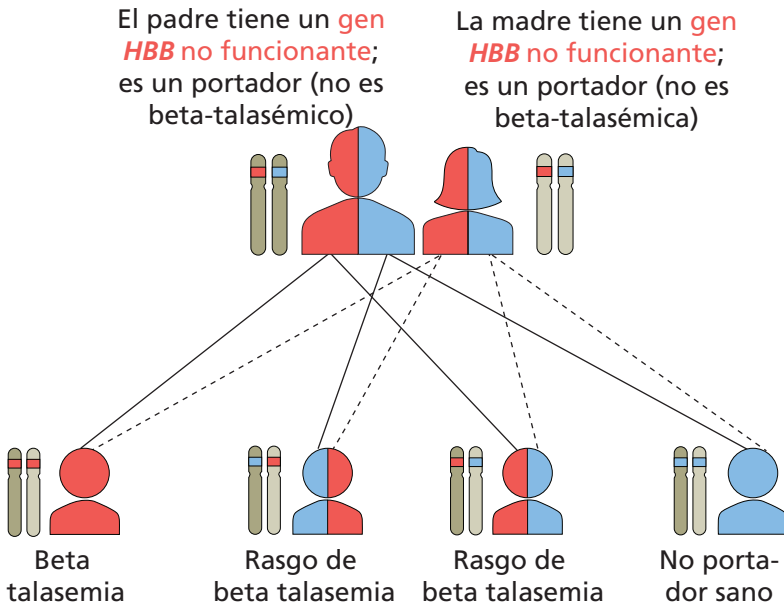 El padre tiene un gen
HBB no funcionante;
es un portador (no es
beta-talasémico)
La madre tiene un gen
HBB no funcionante;
es un portador (no es
beta-talasémica)
Beta
talasemia
Rasgo de
beta talasemia
Rasgo de
beta talasemia
No porta-
dor sano